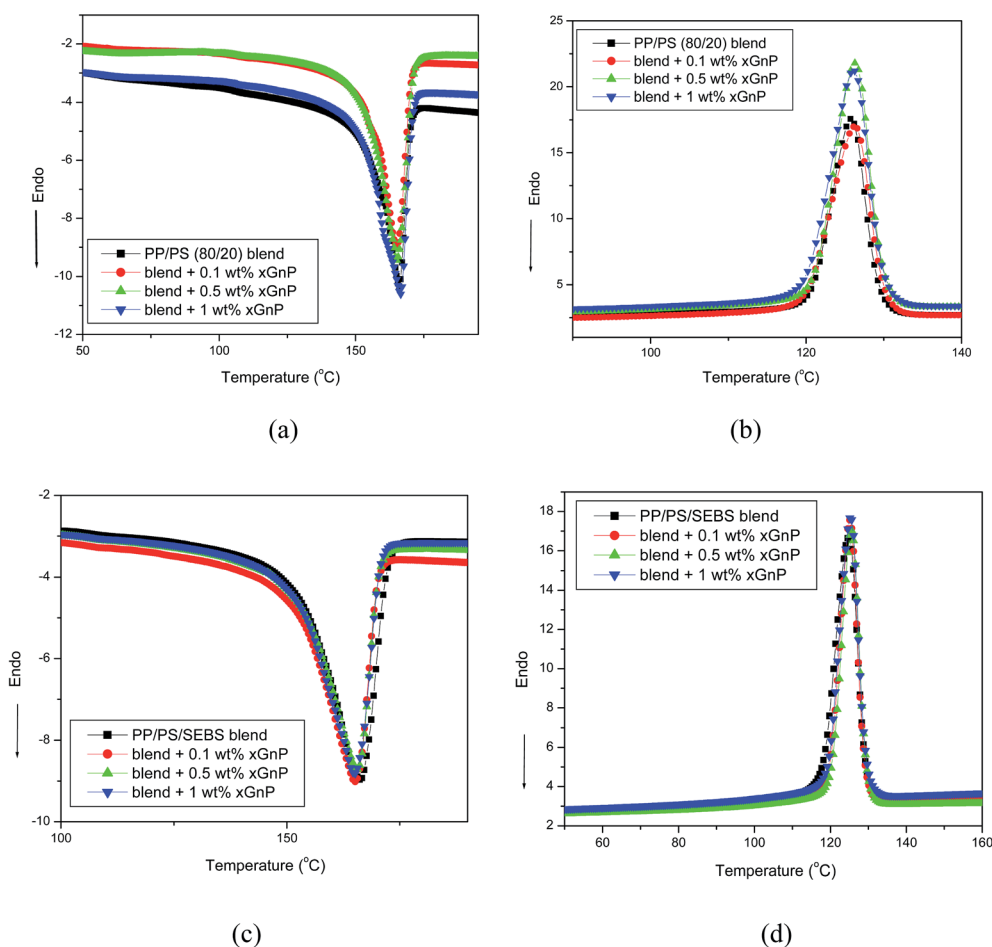 -2
-4
-6
-8
-10
-12
Endo
PP/PS (80/20) blend
blend + 0.1 wt% xGnP
blend + 0.5 wt% xGnP
blend + 1 wt% xGnP
50
100
150
Temperature (°C)
(a)
25
20
15
10
5
Endo
PP/PS (80/20) blend
blend + 0.1 wt% xGnP
blend + 0.5 wt% xGnP
blend + 1 wt% xGnP
100
120
140
Temperature (°C)
(b)
-2
-4
-6
-8
-10
Endo
PP/PS/SEBS blend
blend + 0.1 wt% xGnP
blend + 0.5 wt% xGnP
blend + 1 wt% xGnP
100
150
Temperature (°C)
(c)
18
16
14
12
10
8
6
4
2
Endo
PP/PS/SEBS blend
blend + 0.1 wt% xGnP
blend + 0.5 wt% xGnP
blend + 1 wt% xGnP
60
80
100
120
140
160
Temperature (°C)
(d)